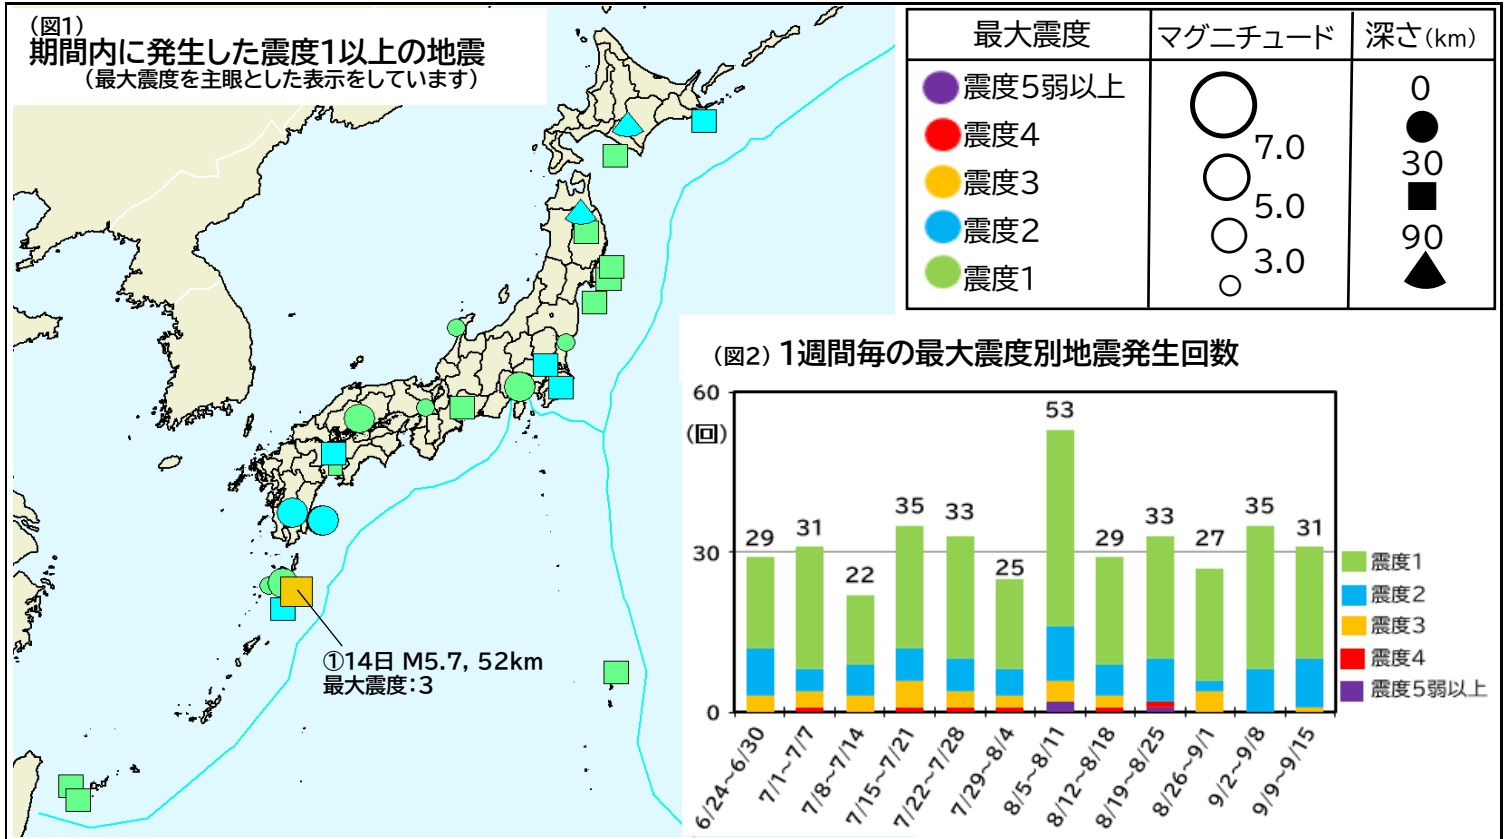 (図1)
期間内に発生した震度1以上の地震
(最大震度を主眼とした表示をしています)
①14日 M5.7, 52km
最大震度:3
最大震度
マグニチュード
深さ(km)
震度5弱以上
震度4
震度3
震度2
震度1
7.0
5.0
3.0
0
30
90
(図2) 1週間毎の最大震度別地震発生回数
60
(回)
30
0
29
31
22
35
33
25
53
29
33
27
35
31
6/24~6/30
7/1~7/7
7/8~7/14
7/15~7/21
7/22~7/28
7/29~8/4
8/5~8/11
8/12~8/18
8/19~8/25
8/26~9/1
9/2~9/8
9/9~9/15
震度1
震度2
震度3
震度4
震度5弱以上